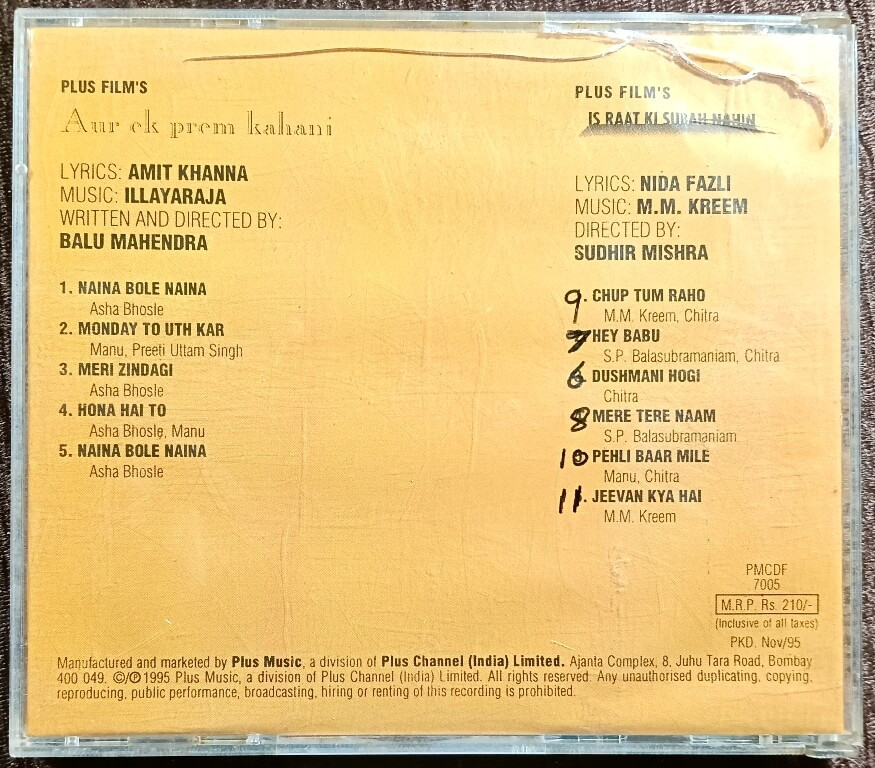 PLUS FILM'S
Aur ek prem kahani
LYRICS: AMIT KHANNA
MUSIC: ILLAYARAJA
WRITTEN AND DIRECTED BY:
BALU MAHENDRA
1. NAINA BOLE NAINA
Asha Bhosle
2. MONDAY TO UTH KAR
Manu, Preeti Uttam Singh
3. MERI ZINDAGI
Asha Bhosle
4. HONA HAI TO
Asha Bhosle, Manu
5. NAINA BOLE NAINA
Asha Bhosle
PLUS FILM'S
IS RAAT KI SUBAH NAHIN
LYRICS: NIDA FAZLI
MUSIC: M.M. KREEM
DIRECTED BY:
SUDHIR MISHRA
9. CHUP TUM RAHO
M.M. Kreem, Chitra
7 HEY BABU
S.P. Balasubramaniam, Chitra
6 DUSHMANI HOGI
Chitra
8 MERE TERE NAAM
S.P. Balasubramaniam
10 PEHLI BAAR MILE
Manu, Chitra
11. JEEVAN KYA HAI
M.M. Kreem
PMCDF
7005
M.R.P. Rs. 210/-
(Inclusive of all taxes)
PKD. Nov/95
Manufactured and marketed by Plus Music, a division of Plus Channel (India) Limited. Ajanta Complex, 8, Juhu Tara Road, Bombay
400 049. ©/℗ 1995 Plus Music, a division of Plus Channel (India) Limited. All rights reserved. Any unauthorised duplicating, copying,
reproducing, public performance, broadcasting, hiring or renting of this recording is prohibited.